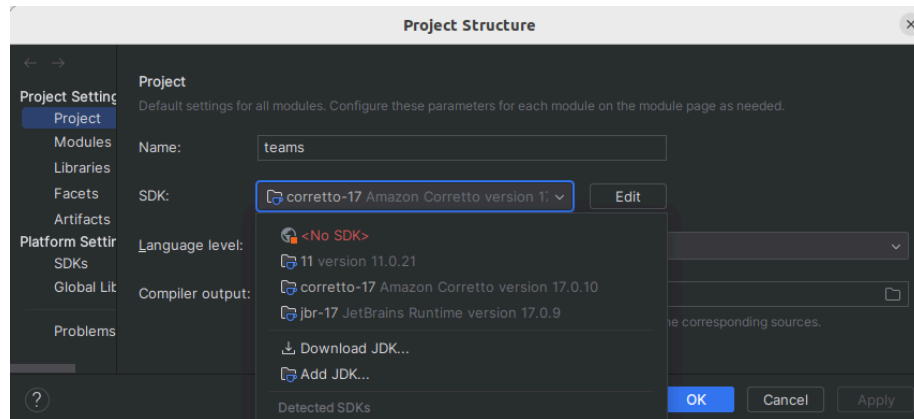 Project Structure
Project Setting
Project
Modules
Libraries
Facets
Artifacts
Platform Settir
SDKs
Global Lib
Problems
Project
Default settings for all modules. Configure these parameters for each module on the module page as needed.
Name:
teams
SDK:
corretto-17 Amazon Corretto version 17
Edit
<No SDK>
11 version 11.0.21
corretto-17 Amazon Corretto version 17.0.10
jbr-17 JetBrains Runtime version 17.0.9
Download JDK...
Add JDK...
Detected SDKs
Language level:
Compiler output:
corresponding sources.
?
OK
Cancel
Apply